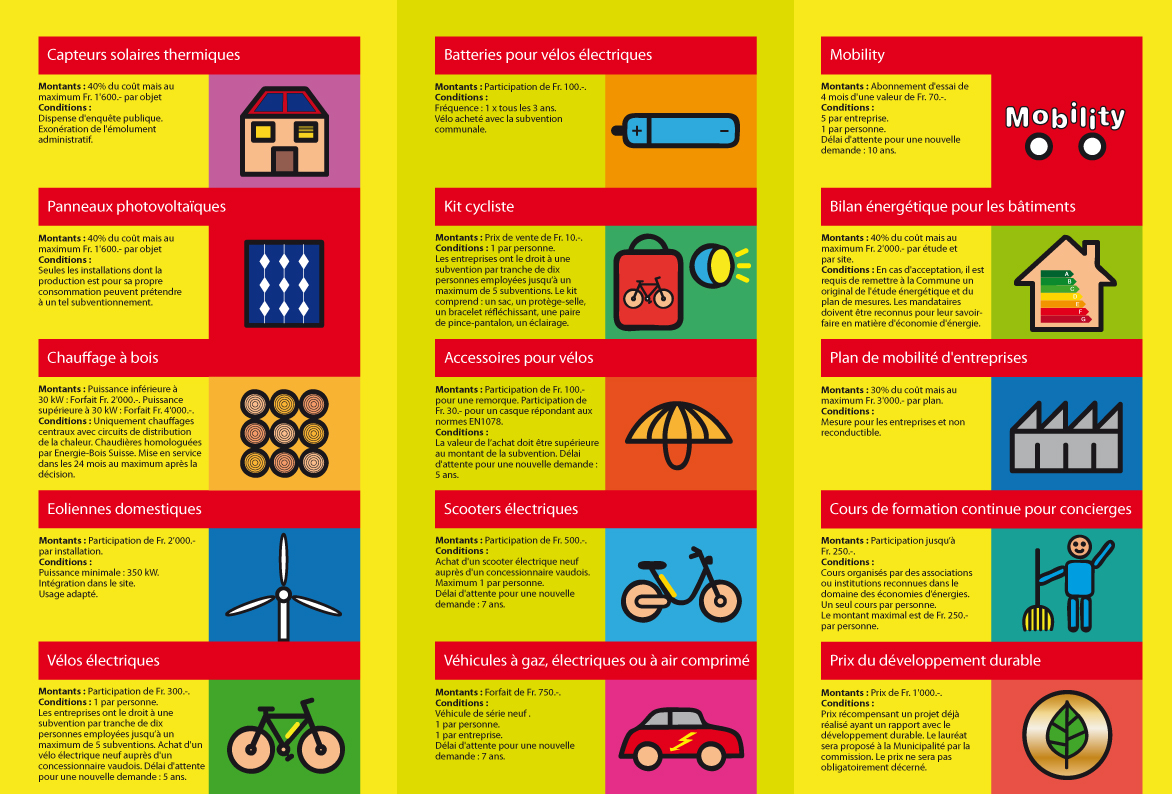 Capteurs solaires thermiques
Montants : 40% du coût mais au
maximum Fr. 1'600.- par objet
Conditions :
Dispense d'enquête publique.
Exonération de l'émolument
administratif.
Panneaux photovoltaïques
Montants : 40% du coût mais au
maximum Fr. 1'600.- par objet
Conditions :
Seules les installations dont la
production est pour sa propre
consommation peuvent prétendre
à un tel subventionnement.
Chauffage à bois
Montants : Puissance inférieure à
30 kW : Forfait Fr. 2'000.-. Puissance
supérieure à 30 kW : Forfait Fr. 4'000.-.
Conditions : Uniquement chauffages
centraux avec circuits de distribution
de la chaleur. Chaudières homologuées
par Energie-Bois Suisse. Mise en service
dans les 24 mois au maximum après la
décision.
Eoliennes domestiques
Montants : Participation de Fr. 2'000.-
par installation.
Conditions :
Puissance minimale : 350 kW.
Intégration dans le site.
Usage adapté.
Vélos électriques
Montants : Participation de Fr. 300.-.
Conditions : 1 par personne.
Les entreprises ont le droit à une
subvention par tranche de dix
personnes employées jusqu'à un
maximum de 5 subventions. Achat d'un
vélo électrique neuf auprès d'un
concessionnaire vaudois. Délai d'attente
pour une nouvelle demande : 5 ans.
Batteries pour vélos électriques
Montants : Participation de Fr. 100.-.
Conditions :
Fréquence : 1 x tous les 3 ans.
Vélo acheté avec la subvention
communale.
+ −
Kit cycliste
Montants : Prix de vente de Fr. 10.-.
Conditions : 1 par personne.
Les entreprises ont le droit à une
subvention par tranche de dix
personnes employées jusqu'à un
maximum de 5 subventions. Le kit
comprend : un sac, un protège-selle,
un bracelet réfléchissant, une paire
de pince-pantalon, un éclairage.
Accessoires pour vélos
Montants : Participation de Fr. 100.-
pour une remorque. Participation de
Fr. 30.- pour un casque répondant aux
normes EN1078.
Conditions :
La valeur de l'achat doit être supérieure
au montant de la subvention. Délai
d'attente pour une nouvelle demande :
5 ans.
Scooters électriques
Montants : Participation de Fr. 500.-.
Conditions :
Achat d'un scooter électrique neuf
auprès d'un concessionnaire vaudois.
Maximum 1 par personne.
Délai d'attente pour une nouvelle
demande : 7 ans.
Véhicules à gaz, électriques ou à air comprimé
Montants : Forfait de Fr. 750.-.
Conditions :
Véhicule de série neuf .
1 par personne.
1 par entreprise.
Délai d'attente pour une nouvelle
demande : 7 ans.
Mobility
Montants : Abonnement d'essai de
4 mois d'une valeur de Fr. 70.-.
Conditions :
5 par entreprise.
1 par personne.
Délai d'attente pour une nouvelle
demande : 10 ans.
Mobility
Bilan énergétique pour les bâtiments
Montants : 40% du coût mais au
maximum Fr. 2'000.- par étude et
par site.
Conditions : En cas d'acceptation, il est
requis de remettre à la Commune un
original de l'étude énergétique et du
plan de mesures. Les mandataires
doivent être reconnus pour leur savoir-
faire en matière d'économie d'énergie.
A
B
C
D
E
F
G
Plan de mobilité d'entreprises
Montants : 30% du coût mais au
maximum Fr. 3'000.- par plan.
Conditions :
Mesure pour les entreprises et non
reconductible.
Cours de formation continue pour concierges
Montants : Participation jusqu'à
Fr. 250.-.
Conditions :
Cours organisés par des associations
ou institutions reconnues dans le
domaine des économies d'énergies.
Un seul cours par personne.
Le montant maximal est de Fr. 250.-
par personne.
Prix du développement durable
Montants : Prix de Fr. 1'000.-.
Conditions :
Prix récompensant un projet déjà
réalisé ayant un rapport avec le
développement durable. Le lauréat
sera proposé à la Municipalité par la
commission. Le prix ne sera pas
obligatoirement décerné.